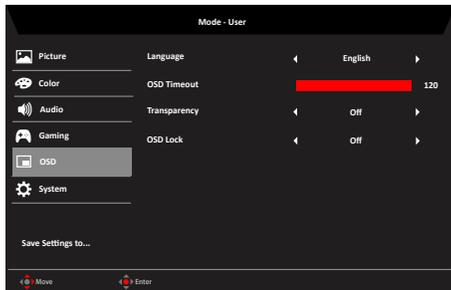 Mode - User
Picture
Language English
Color
OSD Timeout 120
Audio
Transparency Off
Gaming
OSD Lock Off
OSD
System
Save Settings to...
Move Enter